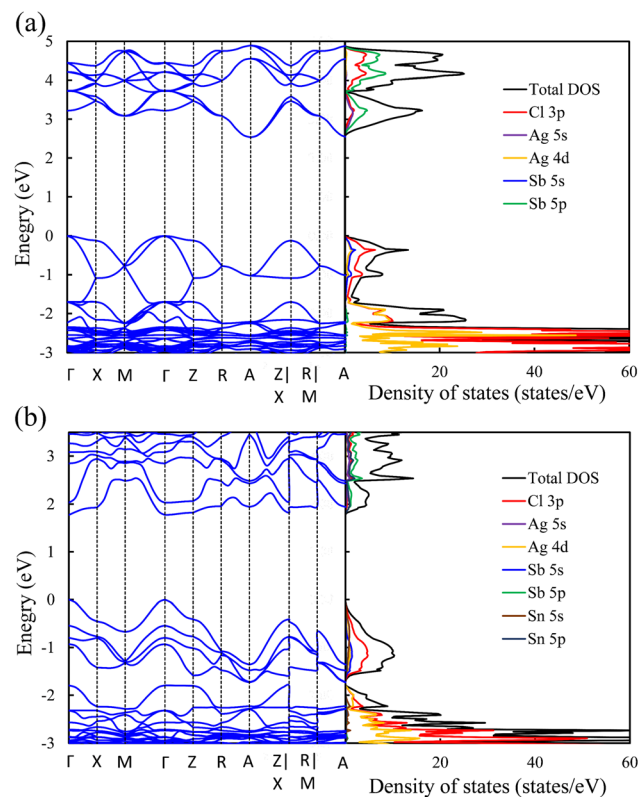 (a)
5
4
3
2
1
0
-1
-2
-3
Enegry (eV)
Total DOS
Cl 3p
Ag 5s
Ag 4d
Sb 5s
Sb 5p
Γ X M Γ Z R A Z| R| A
X M
20 40 60
Density of states (states/eV)
(b)
3
2
1
0
-1
-2
-3
Enegry (eV)
Total DOS
Cl 3p
Ag 5s
Ag 4d
Sb 5s
Sb 5p
Sn 5s
Sn 5p
Γ X M Γ Z R A Z| R| A
X M
20 40 60
Density of states (states/eV)